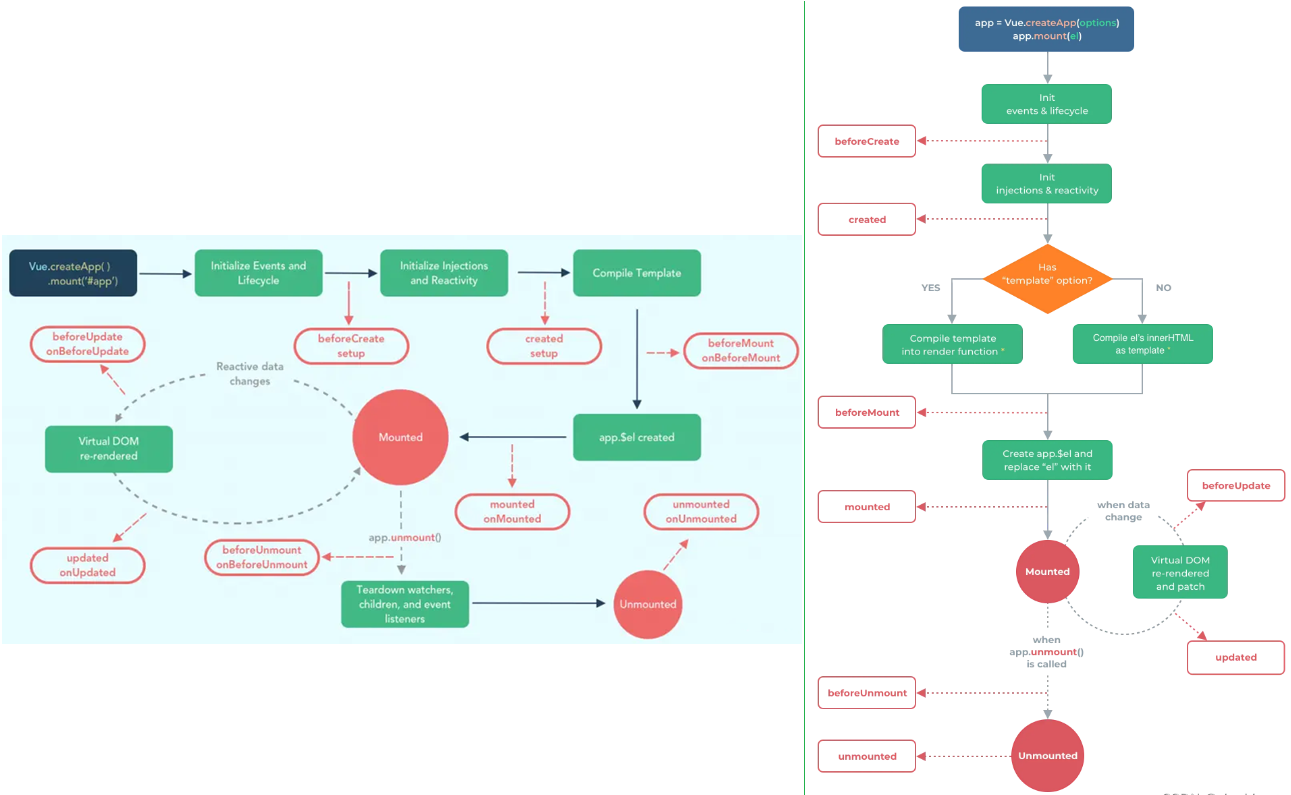 Vue.createApp( )
.mount('#app')
Initialize Events and
Lifecycle
Initialize Injections
and Reactivity
Compile Template
beforeUpdate
onBeforeUpdate
beforeCreate
setup
created
setup
beforeMount
onBeforeMount
Reactive data
changes
Virtual DOM
re-rendered
Mounted
app.$el created
mounted
onMounted
unmounted
onUnmounted
updated
onUpdated
beforeUnmount
onBeforeUnmount
app.unmount()
Teardown watchers,
children, and event
listeners
Unmounted
app = Vue.createApp(options)
app.mount(el)
Init
events & lifecycle
beforeCreate
Init
injections & reactivity
created
Has
"template" option?
YES
NO
Compile template
into render function *
Compile el's innerHTML
as template *
beforeMount
Create app.$el and
replace "el" with it
beforeUpdate
mounted
when data
change
Mounted
Virtual DOM
re-rendered
and patch
when
app.unmount()
is called
updated
beforeUnmount
Unmounted
unmounted